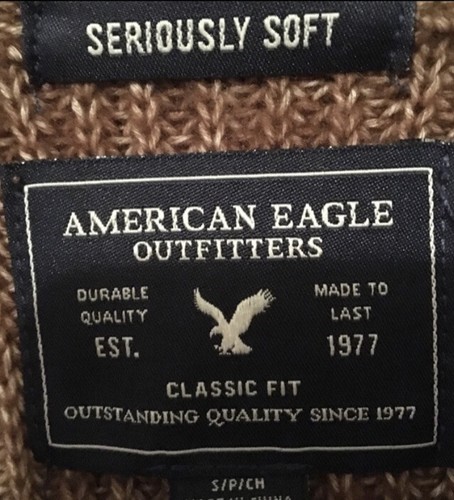 SERIOUSLY SOFT
AMERICAN EAGLE
OUTFITTERS
DURABLE
QUALITY
EST.
MADE TO
LAST
1977
CLASSIC FIT
OUTSTANDING QUALITY SINCE 1977
S/P/CH